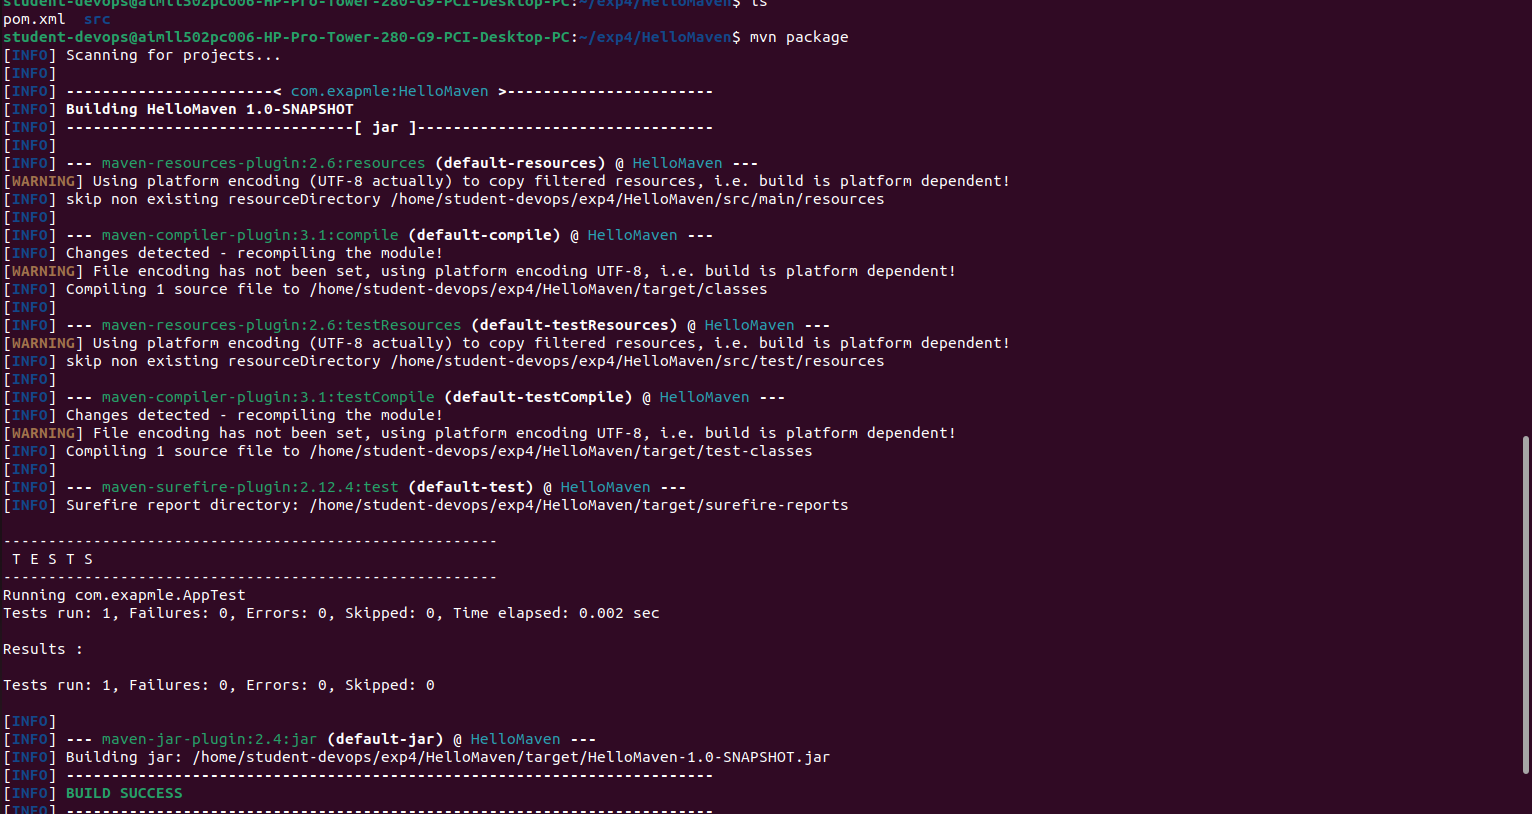 student-devops@aimll502pc006-HP-Pro-Tower-280-G9-PCI-Desktop-PC:~/exp4/HelloMaven$ ls
pom.xml  src
student-devops@aimll502pc006-HP-Pro-Tower-280-G9-PCI-Desktop-PC:~/exp4/HelloMaven$ mvn package
[INFO] Scanning for projects...
[INFO]
[INFO] -----------------------< com.exapmle:HelloMaven >-----------------------
[INFO] Building HelloMaven 1.0-SNAPSHOT
[INFO] --------------------------------[ jar ]---------------------------------
[INFO]
[INFO] --- maven-resources-plugin:2.6:resources (default-resources) @ HelloMaven ---
[WARNING] Using platform encoding (UTF-8 actually) to copy filtered resources, i.e. build is platform dependent!
[INFO] skip non existing resourceDirectory /home/student-devops/exp4/HelloMaven/src/main/resources
[INFO]
[INFO] --- maven-compiler-plugin:3.1:compile (default-compile) @ HelloMaven ---
[INFO] Changes detected - recompiling the module!
[WARNING] File encoding has not been set, using platform encoding UTF-8, i.e. build is platform dependent!
[INFO] Compiling 1 source file to /home/student-devops/exp4/HelloMaven/target/classes
[INFO]
[INFO] --- maven-resources-plugin:2.6:testResources (default-testResources) @ HelloMaven ---
[WARNING] Using platform encoding (UTF-8 actually) to copy filtered resources, i.e. build is platform dependent!
[INFO] skip non existing resourceDirectory /home/student-devops/exp4/HelloMaven/src/test/resources
[INFO]
[INFO] --- maven-compiler-plugin:3.1:testCompile (default-testCompile) @ HelloMaven ---
[INFO] Changes detected - recompiling the module!
[WARNING] File encoding has not been set, using platform encoding UTF-8, i.e. build is platform dependent!
[INFO] Compiling 1 source file to /home/student-devops/exp4/HelloMaven/target/test-classes
[INFO]
[INFO] --- maven-surefire-plugin:2.12.4:test (default-test) @ HelloMaven ---
[INFO] Surefire report directory: /home/student-devops/exp4/HelloMaven/target/surefire-reports
-------------------------------------------------------
 T E S T S
-------------------------------------------------------
Running com.exapmle.AppTest
Tests run: 1, Failures: 0, Errors: 0, Skipped: 0, Time elapsed: 0.002 sec
Results :
Tests run: 1, Failures: 0, Errors: 0, Skipped: 0
[INFO]
[INFO] --- maven-jar-plugin:2.4:jar (default-jar) @ HelloMaven ---
[INFO] Building jar: /home/student-devops/exp4/HelloMaven/target/HelloMaven-1.0-SNAPSHOT.jar
[INFO] ------------------------------------------------------------------------
[INFO] BUILD SUCCESS
[INFO] ------------------------------------------------------------------------